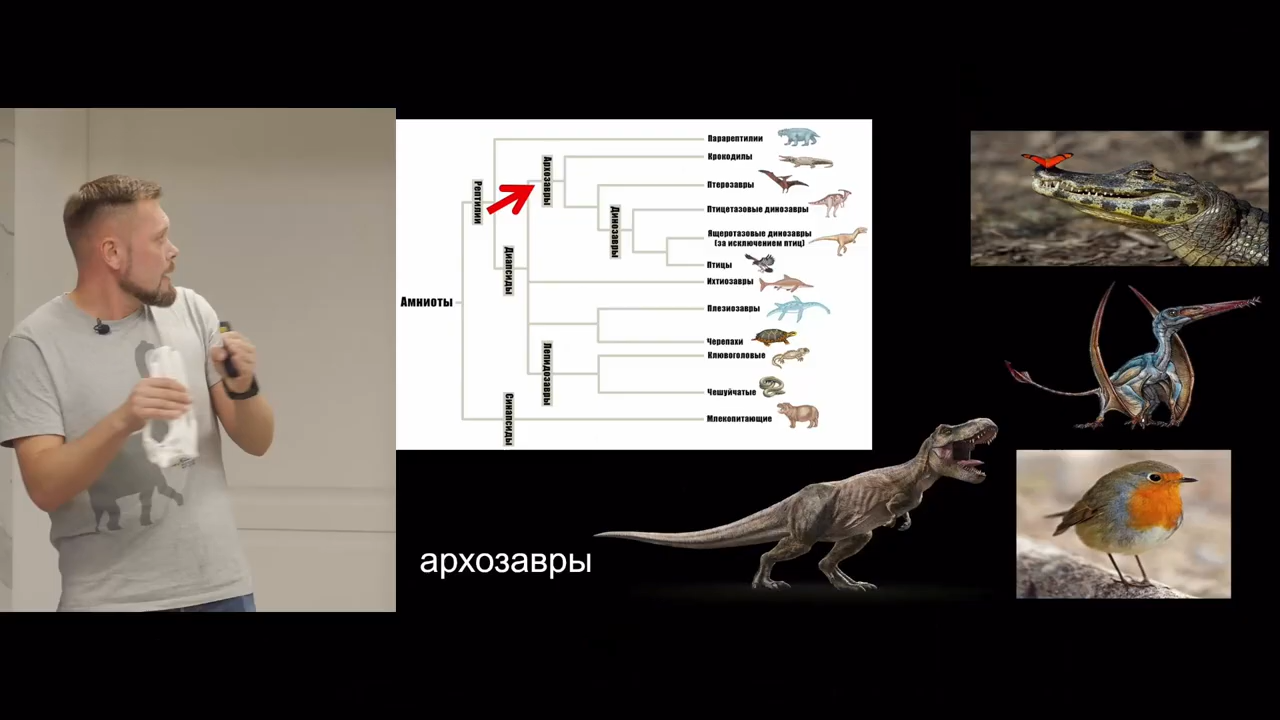 Амниоты
Рептилии
Диапсиды
Синапсиды
Архозавры
Лепидозавры
Динозавры
Парарептилии
Крокодилы
Птерозавры
Птицетазовые динозавры
Ящеротазовые динозавры
(за исключением птиц)
Птицы
Ихтиозавры
Плезиозавры
Черепахи
Клювоголовые
Чешуйчатые
Млекопитающие
архозавры